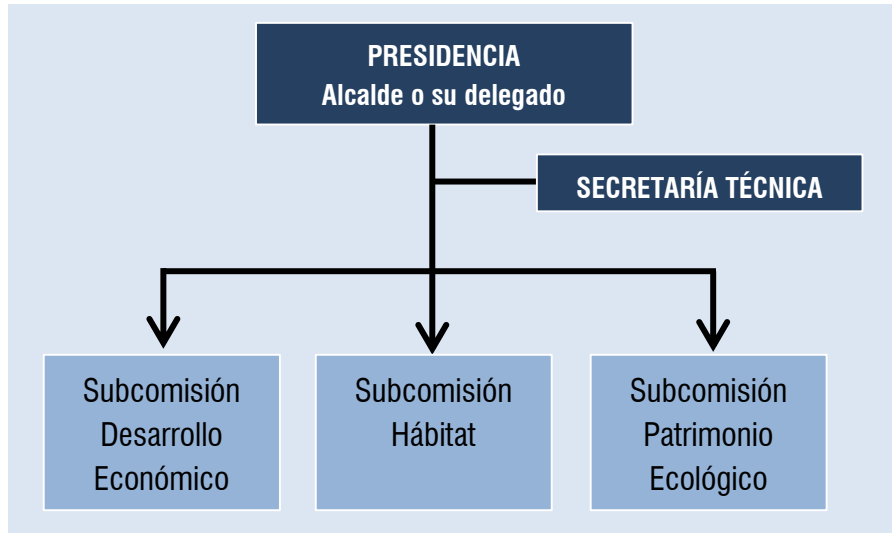 PRESIDENCIA
Alcalde o su delegado
SECRETARÍA TÉCNICA
Subcomisión
Desarrollo
Económico
Subcomisión
Hábitat
Subcomisión
Patrimonio
Ecológico